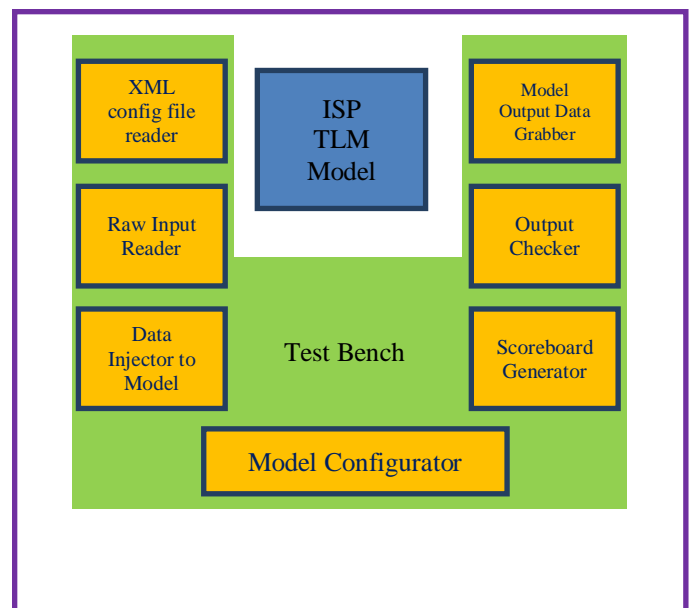 XML
config file
reader
ISP
TLM
Model
Model
Output Data
Grabber
Raw Input
Reader
Output
Checker
Data
Injector to
Model
Test Bench
Scoreboard
Generator
Model Configurator